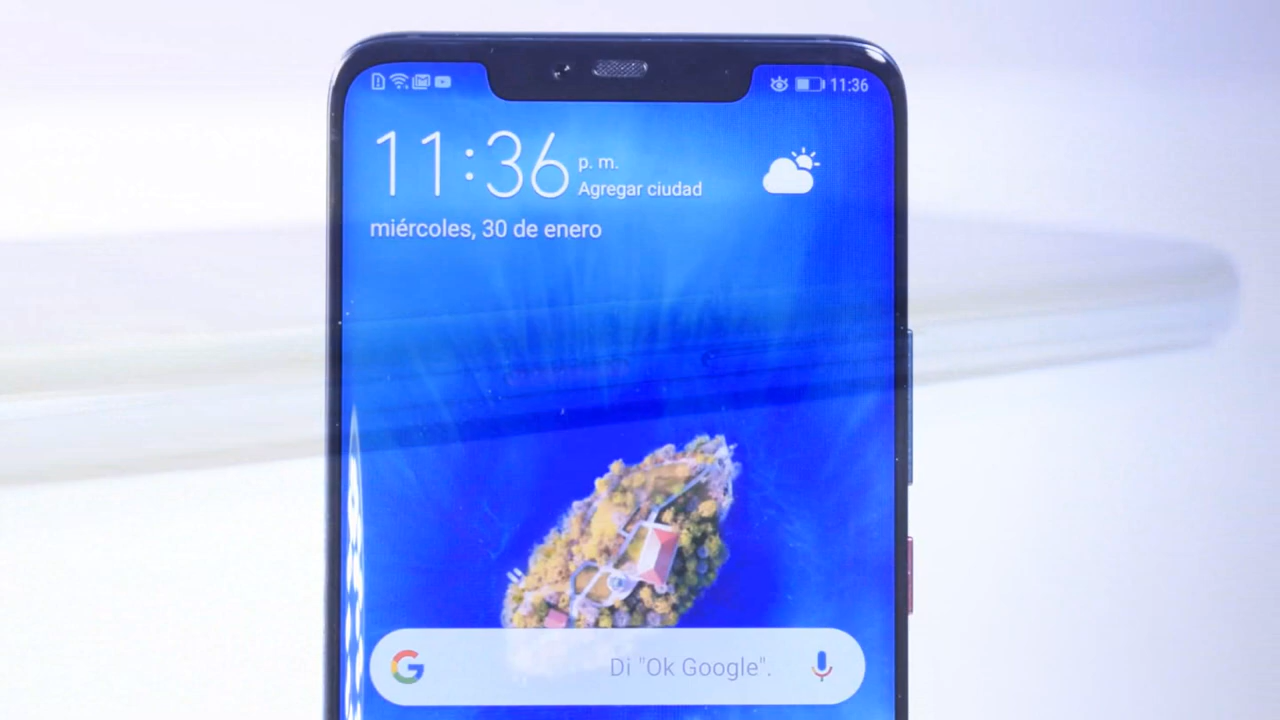 11:36
11:36 p. m.
Agregar ciudad
miércoles, 30 de enero
G Di "Ok Google".